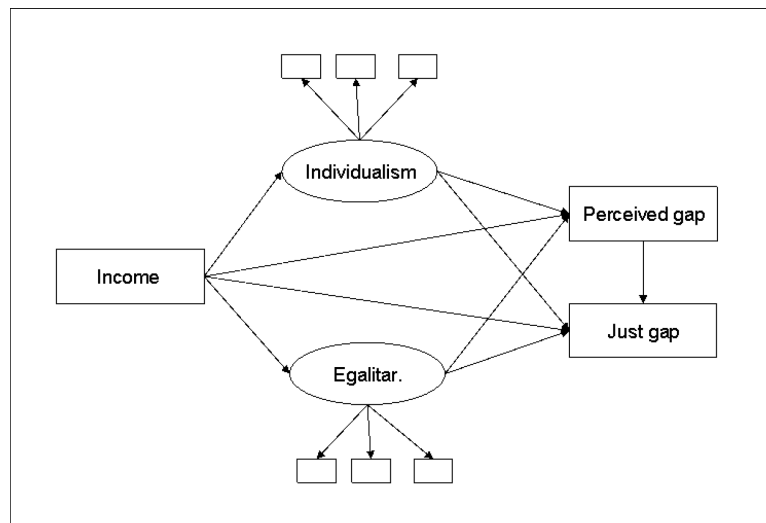 Individualism
Perceived gap
Income
Just gap
Egalitar.